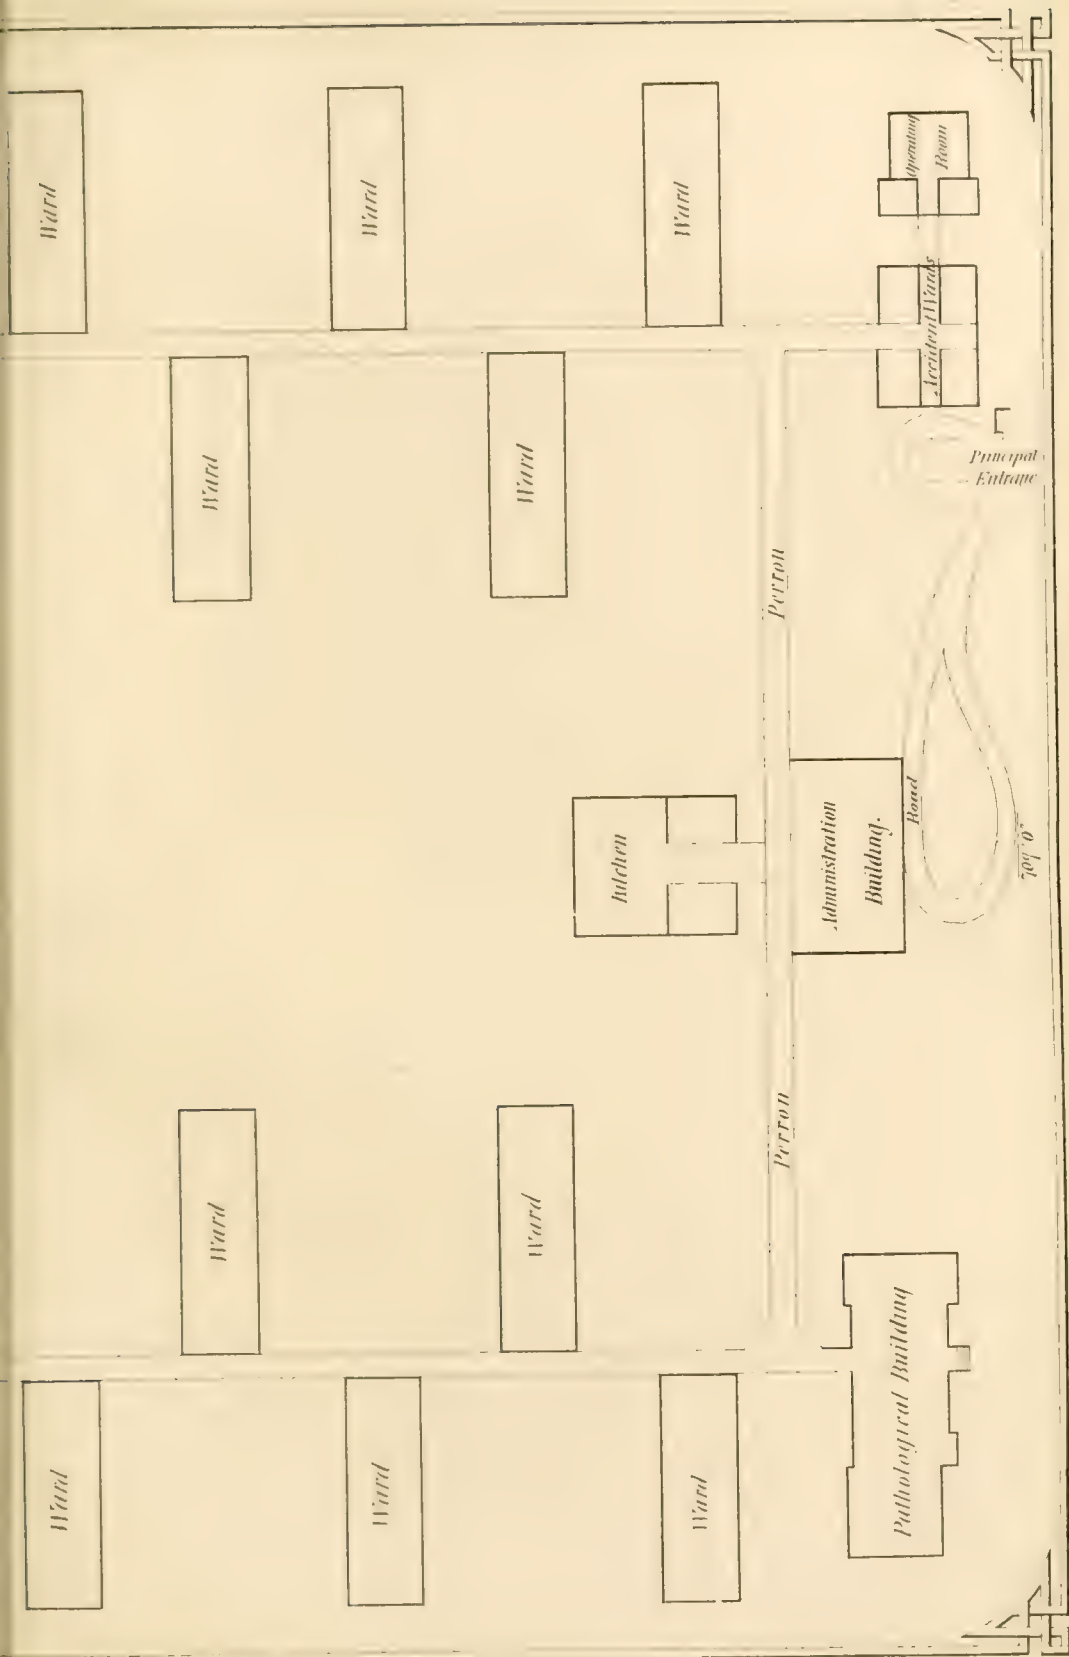 Ward
Ward
Ward
Operating
Room
Accident Wards
Principal
Entrance
Ward
Ward
Perron
Kitchen
Administration
Building.
Road
Ward
Ward
Perron
Ward
Ward
Ward
Pathological Building